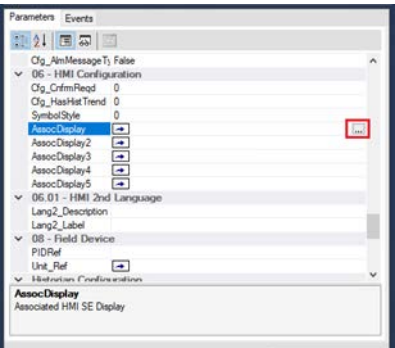 Parameters Events
Cfg_AlmMessageTy False
06 - HMI Configuration
Cfg_CnfrmReqd 0
Cfg_HasHistTrend 0
SymbolStyle 0
AssocDisplay ...
AssocDisplay2
AssocDisplay3
AssocDisplay4
AssocDisplay5
06.01 - HMI 2nd Language
Lang2_Description
Lang2_Label
08 - Field Device
PIDRef
Unit_Ref
Historian Configuration
AssocDisplay
Associated HMI SE Display